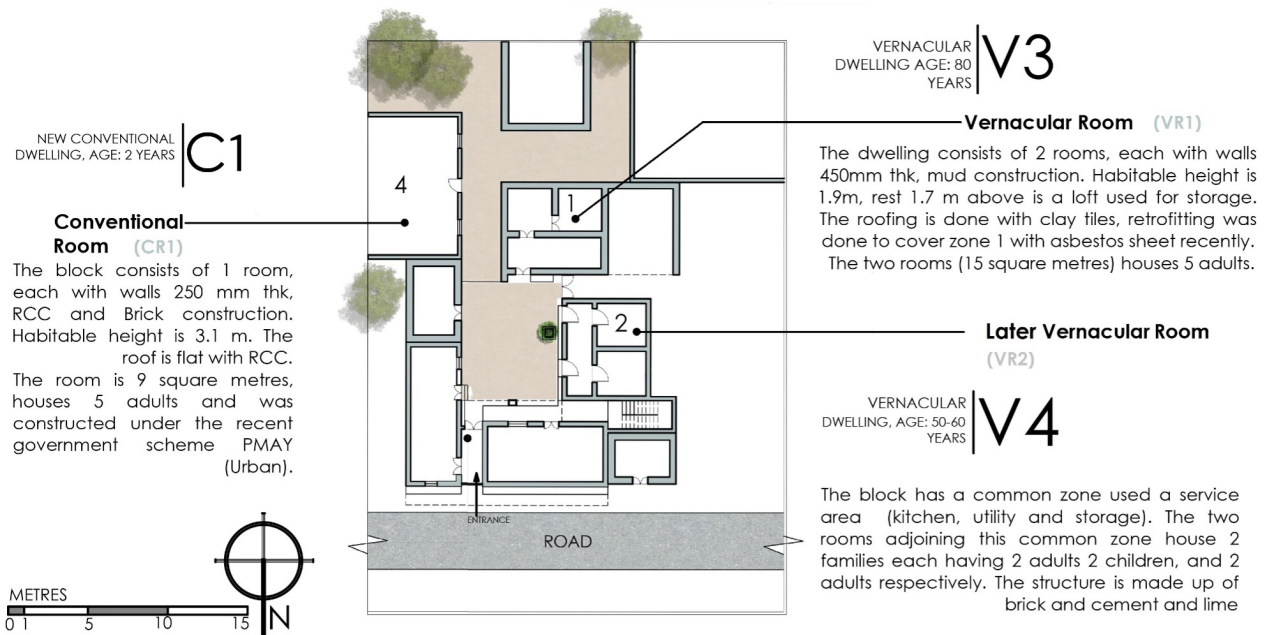 NEW CONVENTIONAL
DWELLING, AGE: 2 YEARS
C1
Conventional
Room (CR1)
The block consists of 1 room,
each with walls 250 mm thk,
RCC and Brick construction.
Habitable height is 3.1 m. The
roof is flat with RCC.
The room is 9 square metres,
houses 5 adults and was
constructed under the recent
government scheme PMAY
(Urban).
METRES
0 1 5 10 15
N
4
1
2
ENTRANCE
ROAD
VERNACULAR
DWELLING AGE: 80
YEARS
V3
Vernacular Room (VR1)
The dwelling consists of 2 rooms, each with walls
450mm thk, mud construction. Habitable height is
1.9m, rest 1.7 m above is a loft used for storage.
The roofing is done with clay tiles, retrofitting was
done to cover zone 1 with asbestos sheet recently.
The two rooms (15 square metres) houses 5 adults.
Later Vernacular Room
(VR2)
VERNACULAR
DWELLING, AGE: 50-60
YEARS
V4
The block has a common zone used a service
area (kitchen, utility and storage). The two
rooms adjoining this common zone house 2
families each having 2 adults 2 children, and 2
adults respectively. The structure is made up of
brick and cement and lime